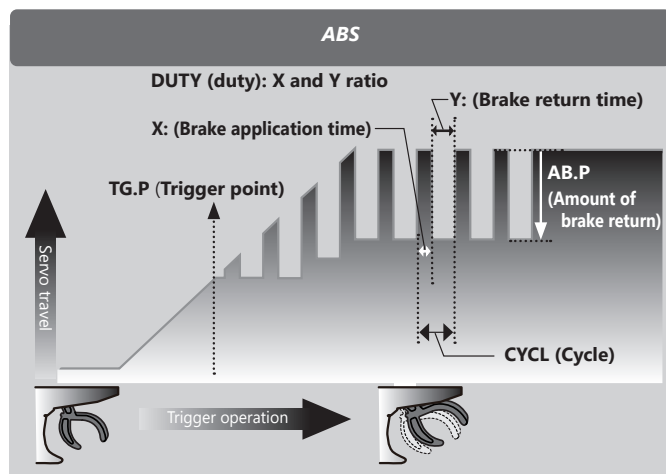 ABS
DUTY (duty): X and Y ratio
Y: (Brake return time)
X: (Brake application time)
TG.P (Trigger point)
AB.P
(Amount of
brake return)
Servo travel
CYCL (Cycle)
Trigger operation